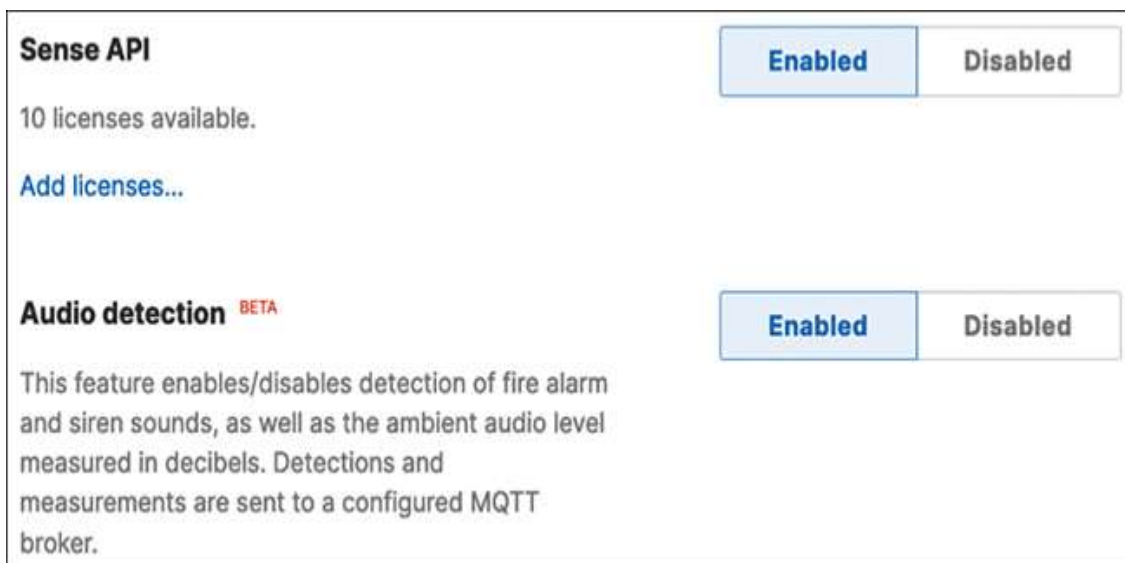 Sense API
Enabled Disabled
10 licenses available.
Add licenses...
Audio detection BETA
Enabled Disabled
This feature enables/disables detection of fire alarm
and siren sounds, as well as the ambient audio level
measured in decibels. Detections and
measurements are sent to a configured MQTT
broker.